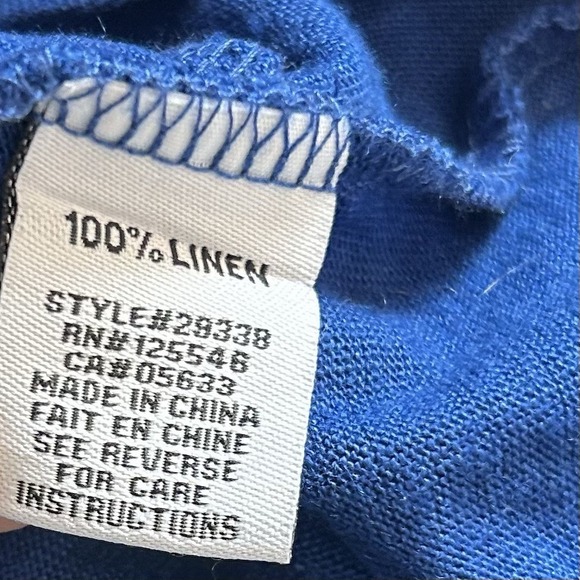 100% LINEN
STYLE#29338
RN#125546
CA#05633
MADE IN CHINA
FAIT EN CHINE
SEE REVERSE
FOR CARE
INSTRUCTIONS